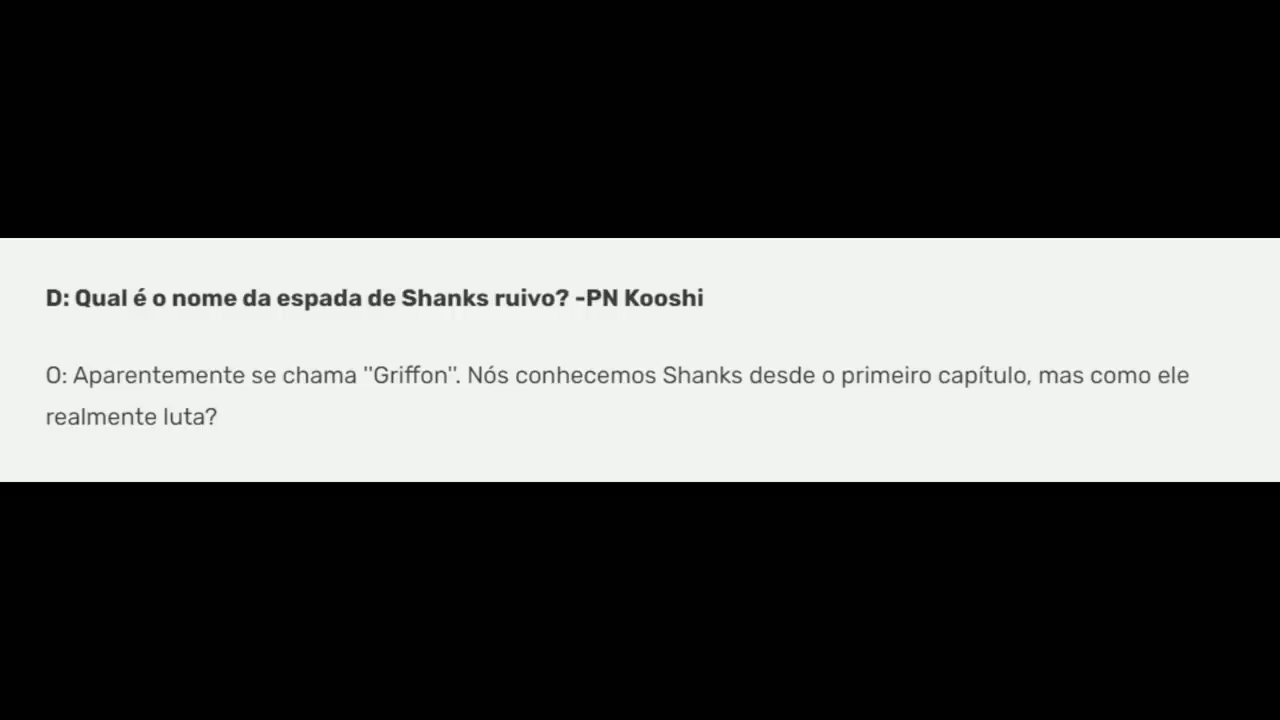 D: Qual é o nome da espada de Shanks ruivo? -PN Kooshi
O: Aparentemente se chama ''Griffon''. Nós conhecemos Shanks desde o primeiro capítulo, mas como ele
realmente luta?